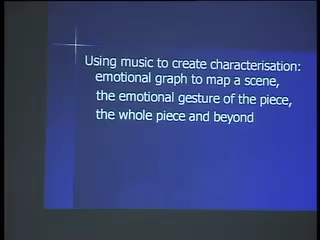 Using music to create characterisation:
emotional graph to map a scene,
the emotional gesture of the piece,
the whole piece and beyond